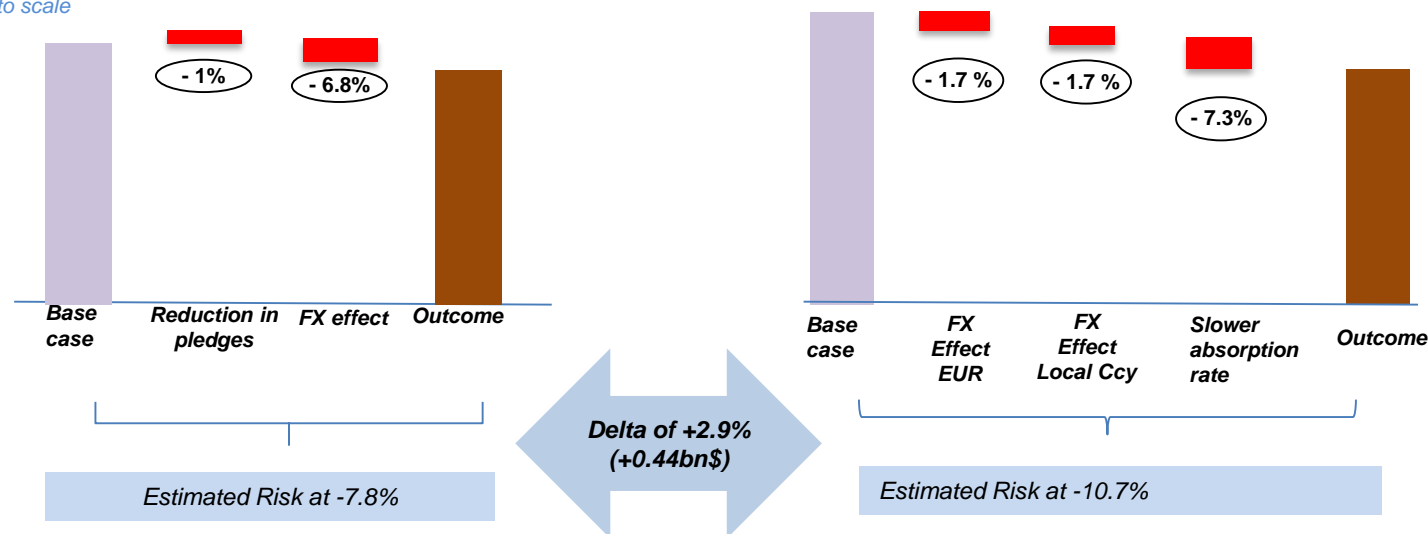 to scale
- 1%
- 6.8%
Base
case
Reduction in
pledges
FX effect
Outcome
Estimated Risk at -7.8%
Delta of +2.9%
(+0.44bn$)
- 1.7 %
- 1.7 %
- 7.3%
Base
case
FX
Effect
EUR
FX
Effect
Local Ccy
Slower
absorption
rate
Outcome
Estimated Risk at -10.7%